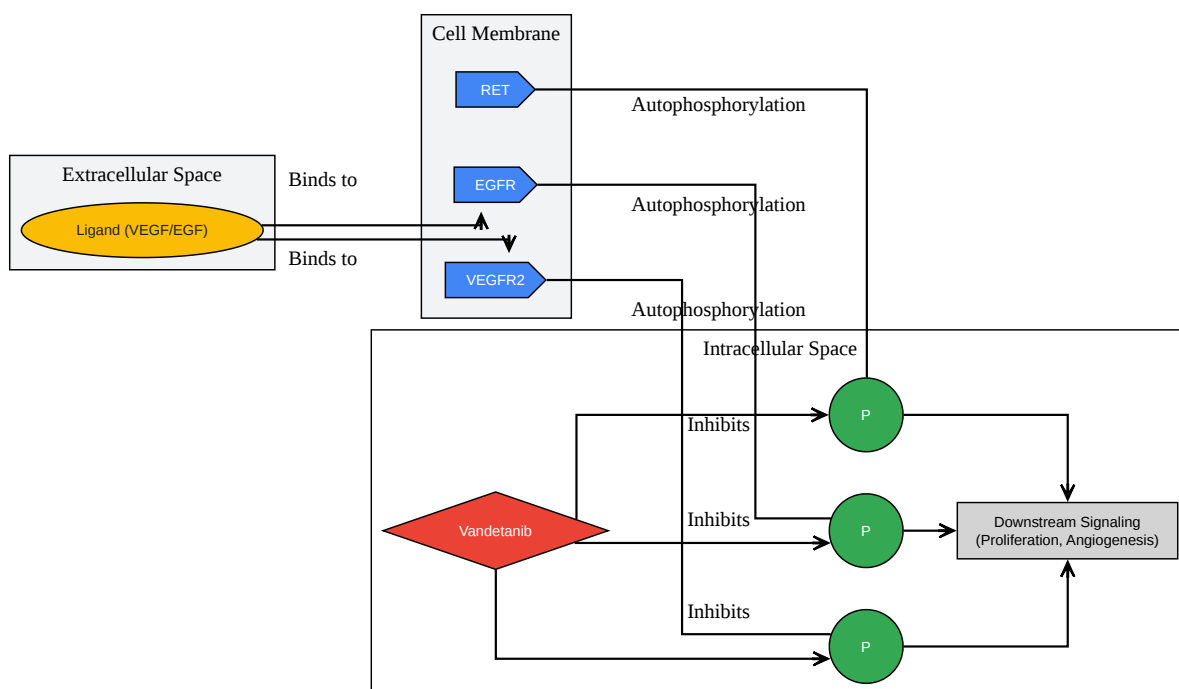 Cell Membrane
RET
Autophosphorylation
Extracellular Space
Binds to
EGFR
Autophosphorylation
Ligand (VEGF/EGF)
Binds to
VEGFR2
Autophosphorylation
Intracellular Space
P
Inhibits
Vandetanib
Inhibits
P
Downstream Signaling
(Proliferation, Angiogenesis)
Inhibits
P